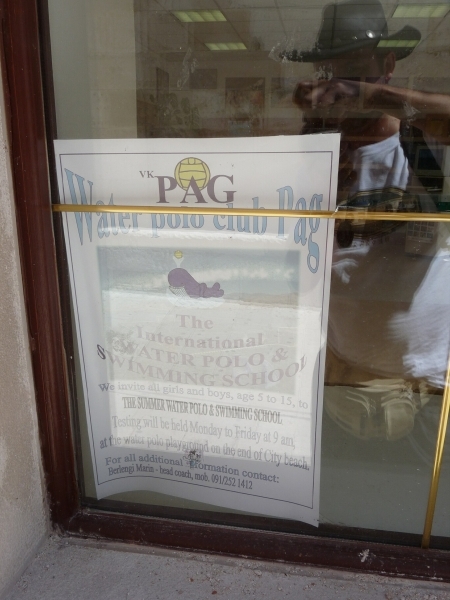 VK PAG
Water polo club Pag
The
International
WATER POLO &
SWIMMING SCHOOL
We invite all girls and boys, age 5 to 15, to
THE SUMMER WATER POLO & SWIMMING SCHOOL
Testing will be held Monday to Friday at 9 am,
at the water polo playground on the end of City beach,
For all additional information contact:
Berlengi Marin - head coach, mob. 091/252 1412